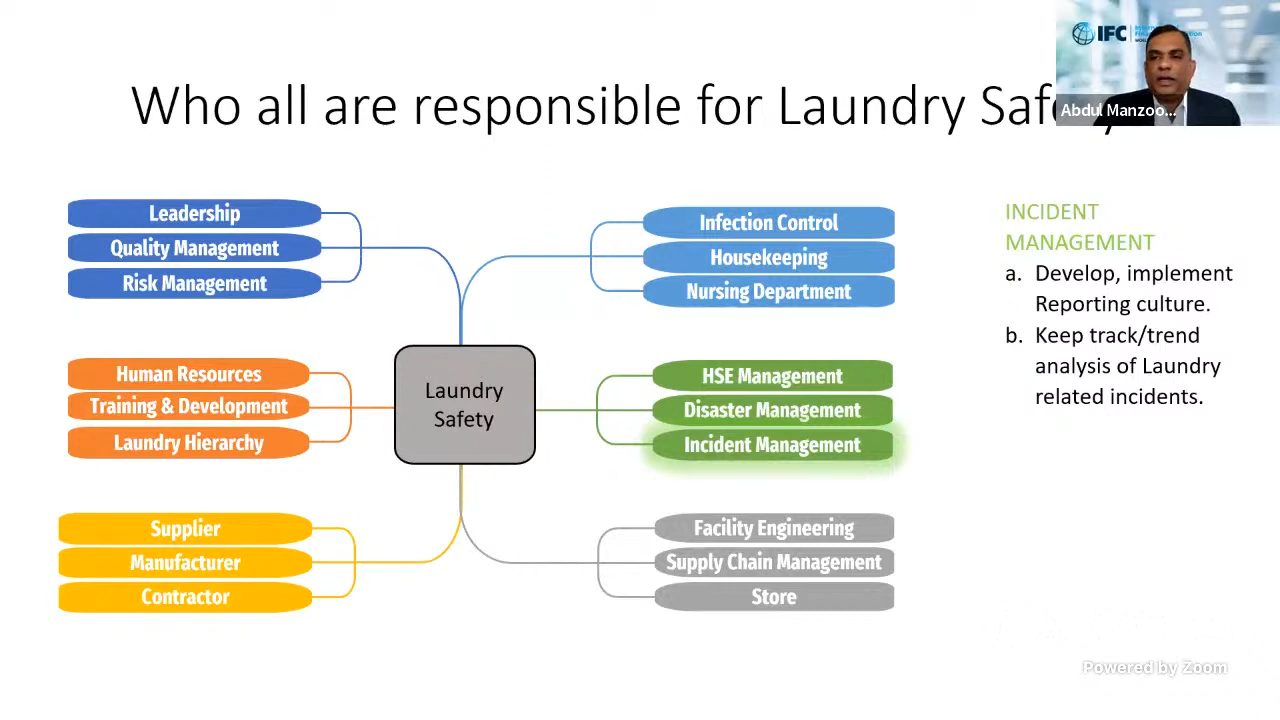 Who all are responsible for Laundry Safety
IFC
Abdul Manzoo...
Leadership
Quality Management
Risk Management
Infection Control
Housekeeping
Nursing Department
Human Resources
Training & Development
Laundry Hierarchy
Laundry
Safety
HSE Management
Disaster Management
Incident Management
Supplier
Manufacturer
Contractor
Facility Engineering
Supply Chain Management
Store
INCIDENT
MANAGEMENT
a. Develop, implement
Reporting culture.
b. Keep track/trend
analysis of Laundry
related incidents.
Powered by Zoom